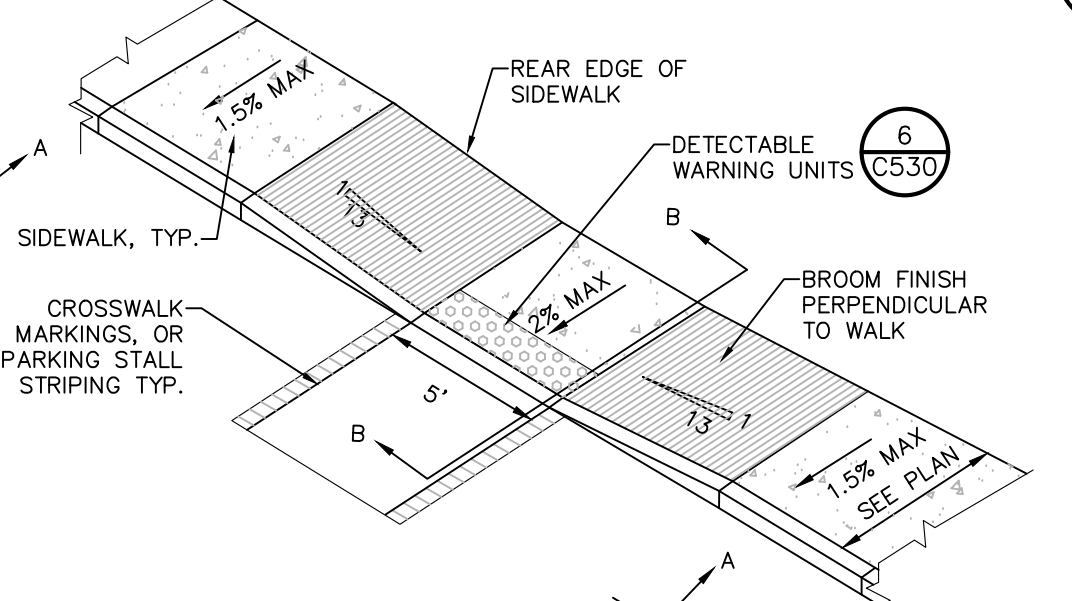 REAR EDGE OF
SIDEWALK
1.5% MAX
A
DETECTABLE
WARNING UNITS
6
C530
1
13
B
SIDEWALK, TYP.
BROOM FINISH
PERPENDICULAR
TO WALK
2% MAX
CROSSWALK
MARKINGS, OR
PARKING STALL
STRIPING TYP.
5'
1
13
B
1.5% MAX
SEE PLAN
A